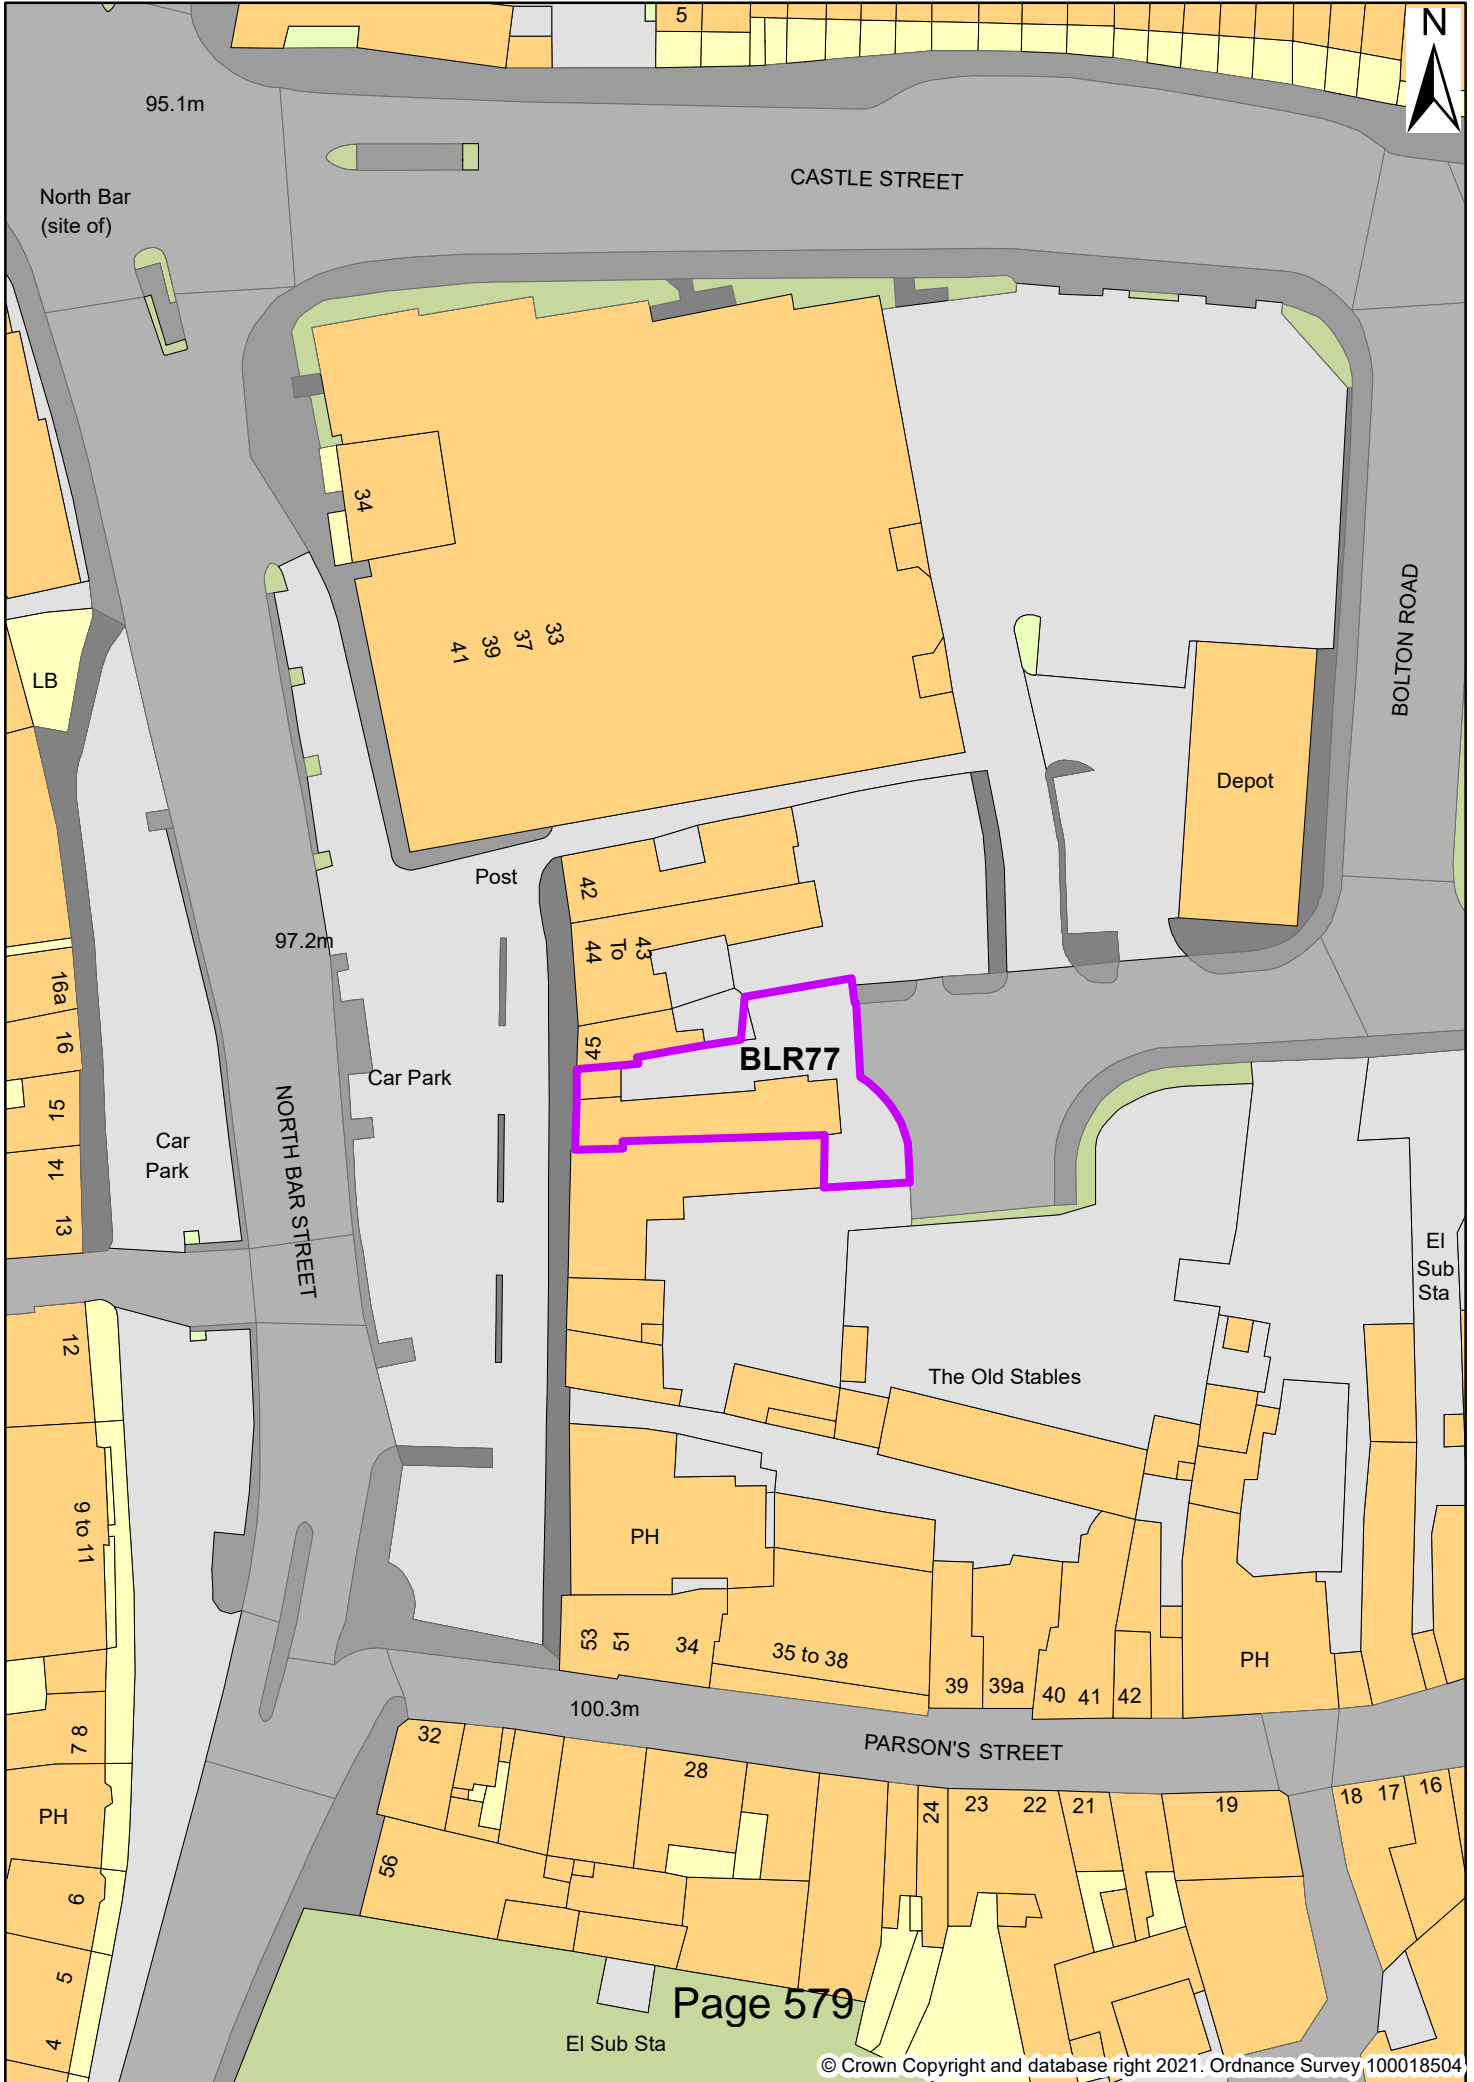 5
N
95.1m
CASTLE STREET
North Bar
(site of)
34
BOLTON ROAD
41
39
37
33
LB
Depot
Post
42
43
To
44
97.2m
16a
16
45
BLR77
Car Park
15
NORTH BAR STREET
Car
Park
14
13
El
Sub
Sta
12
The Old Stables
9 to 11
PH
53
51
34
35 to 38
39
39a
40
41
42
PH
100.3m
7 8
32
PARSON'S STREET
28
24
23
22
21
19
18
17
16
PH
56
6
5
4
Page 579
El Sub Sta
© Crown Copyright and database right 2021. Ordnance Survey 100018504